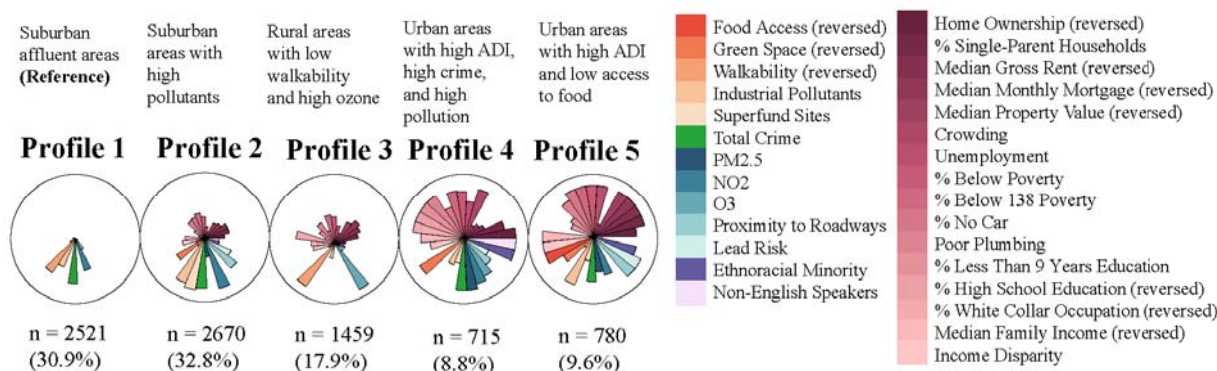 Suburban
affluent areas
(Reference)
Suburban
areas with
high
pollutants
Rural areas
with low
walkability
and high ozone
Urban areas
with high ADI,
high crime,
and high
pollution
Urban areas
with high ADI
and low access
to food
Profile 1
Profile 2
Profile 3
Profile 4
Profile 5
n = 2521
(30.9%)
n = 2670
(32.8%)
n = 1459
(17.9%)
n = 715
(8.8%)
n = 780
(9.6%)
Food Access (reversed)
Green Space (reversed)
Walkability (reversed)
Industrial Pollutants
Superfund Sites
Total Crime
PM2.5
NO2
O3
Proximity to Roadways
Lead Risk
Ethnoracial Minority
Non-English Speakers
Home Ownership (reversed)
% Single-Parent Households
Median Gross Rent (reversed)
Median Monthly Mortgage (reversed)
Median Property Value (reversed)
Crowding
Unemployment
% Below Poverty
% Below 138 Poverty
% No Car
Poor Plumbing
% Less Than 9 Years Education
% High School Education (reversed)
% White Collar Occupation (reversed)
Median Family Income (reversed)
Income Disparity